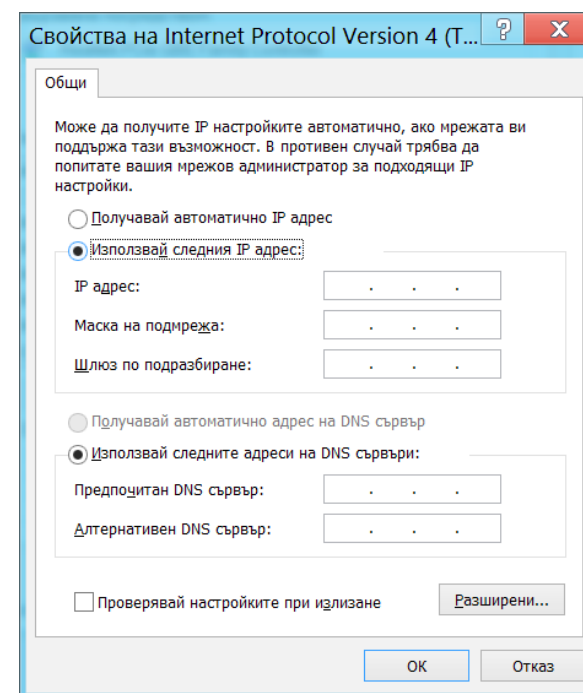 Свойства на Internet Protocol Version 4 (T...
Общи
Може да получите IP настройките автоматично, ако мрежата ви
поддържа тази възможност. В противен случай трябва да
попитате вашия мрежов администратор за подходящи IP
настройки.
Получавай автоматично IP адрес
Използвай следния IP адрес:
IP адрес:
Маска на подмрежа:
Шлюз по подразбиране:
Получавай автоматично адрес на DNS сървър
Използвай следните адреси на DNS сървъри:
Предпочитан DNS сървър:
Алтернативен DNS сървър:
Проверявай настройките при излизане
Разширени...
ОК
Отказ